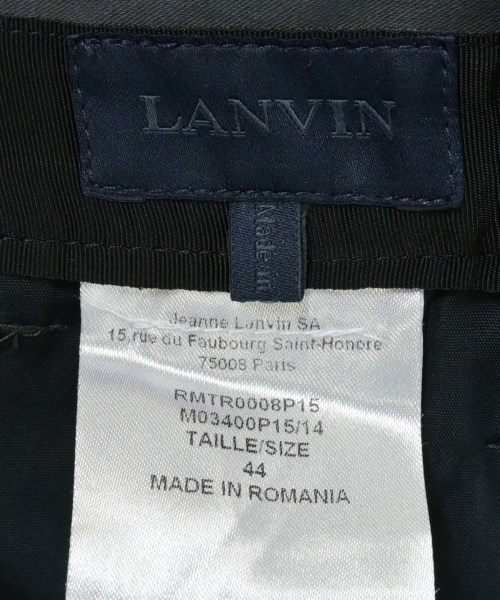 LANVIN
Made in
Jeanne Lanvin SA
15, rue du Faubourg Saint-Honore
75008 Paris
RMTR0008P15
M03400P15/14
TAILLE/SIZE
44
MADE IN ROMANIA